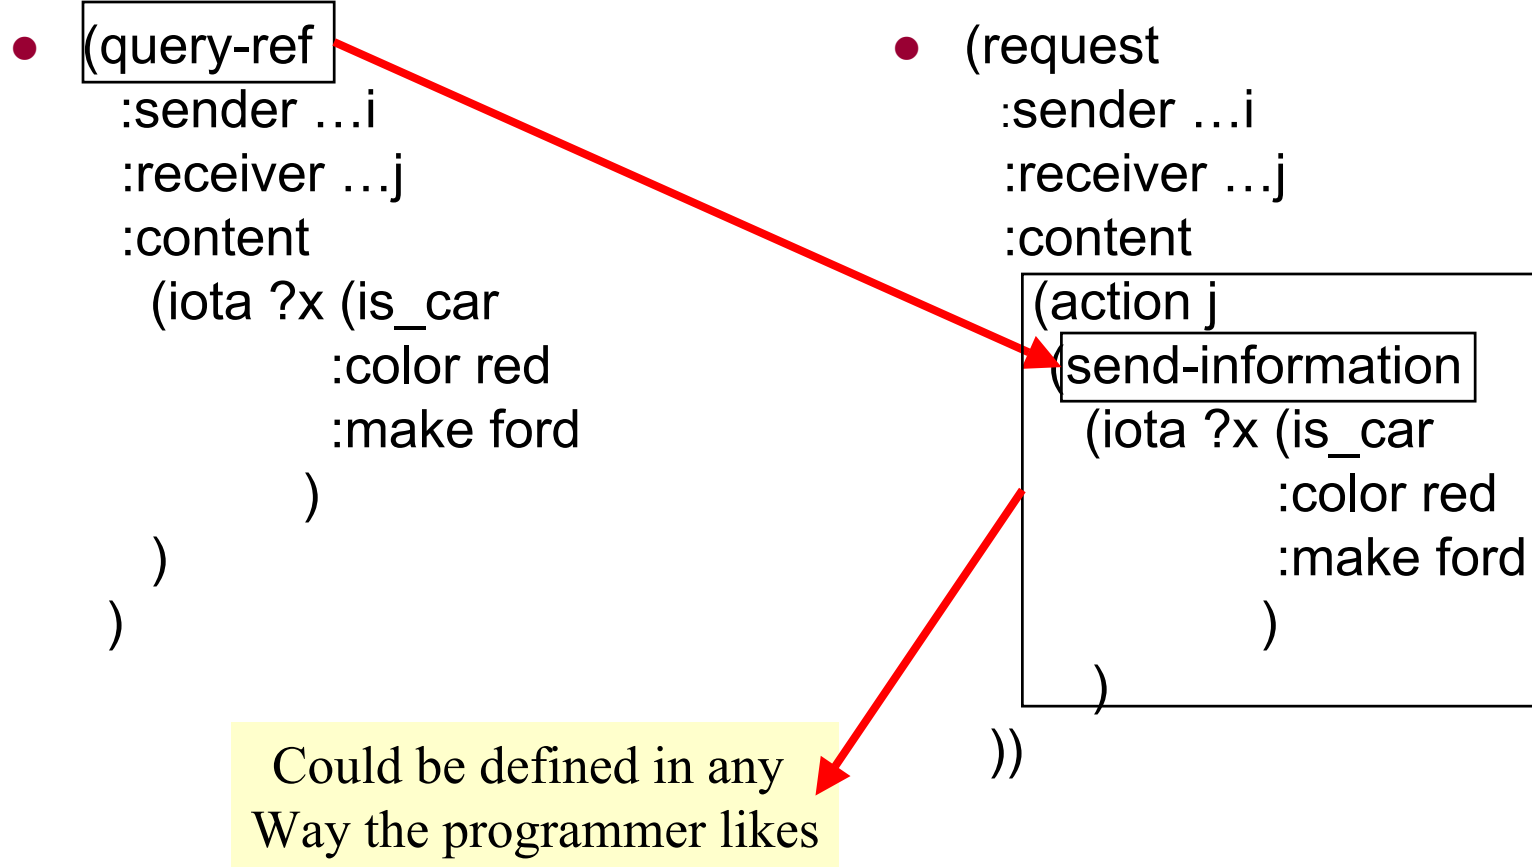 (query-ref
:sender …i
:receiver …j
:content
(iota ?x (is_car
:color red
:make ford
)
)
)
(request
:sender …i
:receiver …j
:content
(action j
(send-information
(iota ?x (is_car
:color red
:make ford
)
)
))
Could be defined in any
Way the programmer likes